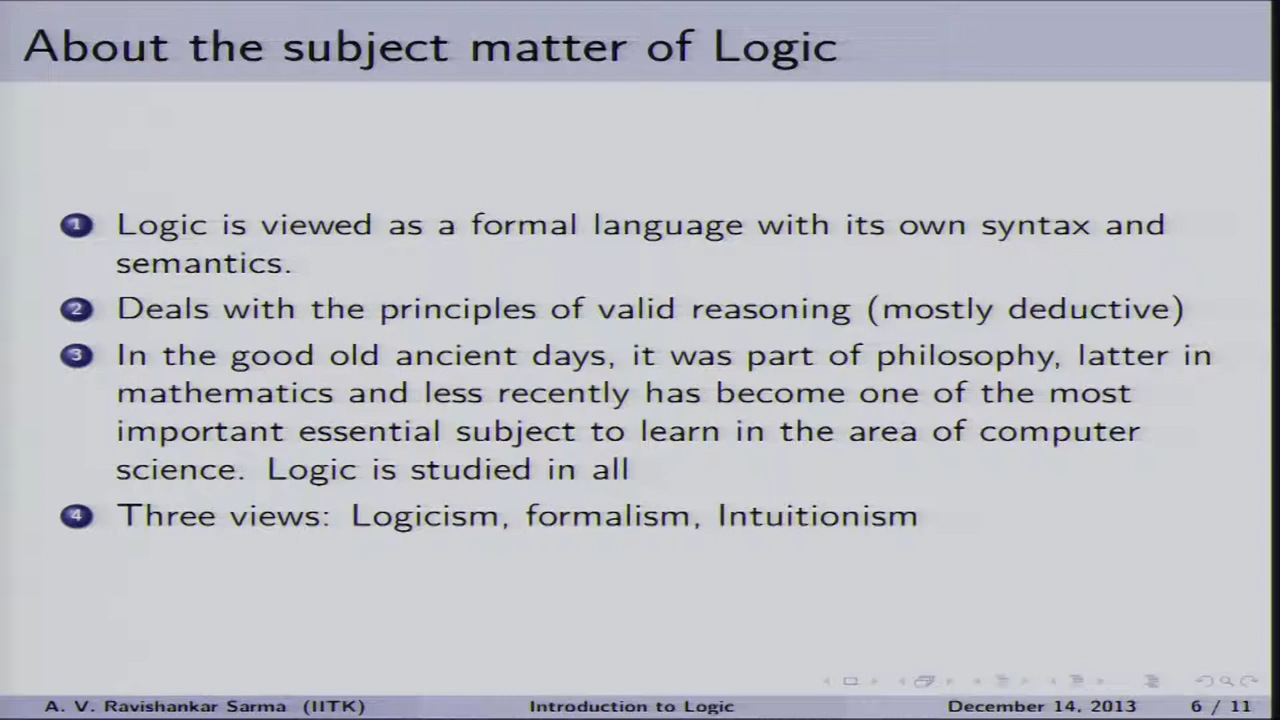 About the subject matter of Logic
1 Logic is viewed as a formal language with its own syntax and
semantics.
2 Deals with the principles of valid reasoning (mostly deductive)
3 In the good old ancient days, it was part of philosophy, latter in
mathematics and less recently has become one of the most
important essential subject to learn in the area of computer
science. Logic is studied in all
4 Three views: Logicism, formalism, Intuitionism
A. V. Ravishankar Sarma (IITK) Introduction to Logic December 14, 2013 6 / 11